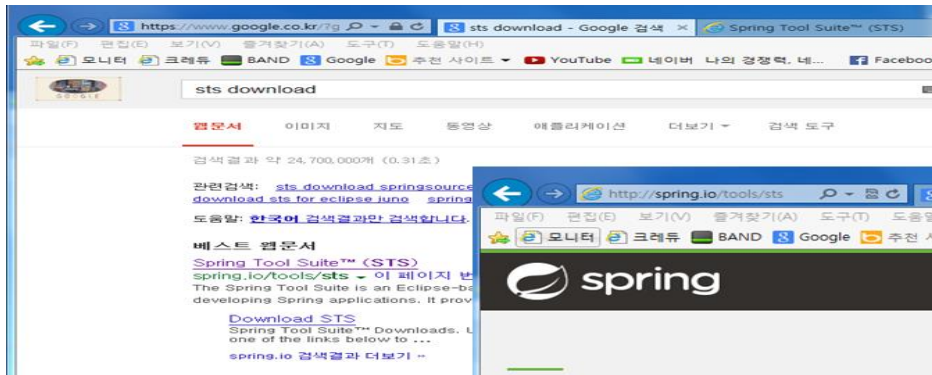 https://www.google.co.kr/?g
sts download - Google 검색
Spring Tool Suite™ (STS)
파일(F) 편집(E) 보기(V) 즐겨찾기(A) 도구(T) 도움말(H)
모니터 크레듀 BAND Google 추천 사이트 YouTube 네이버 나의 경쟁력, 네... Faceboo
GOOGLE
sts download
웹문서 이미지 지도 동영상 애플리케이션 더보기 검색 도구
검색결과 약 24,700,000개 (0.31초)
관련검색: sts download springsource
download sts for eclipse juno spring
도움말: 한국어 검색결과만 검색합니다.
베스트 웹문서
Spring Tool Suite™ (STS)
spring.io/tools/sts 이 페이지 번
The Spring Tool Suite is an Eclipse-ba
developing Spring applications. It prov
Download STS
Spring Tool Suite™ Downloads. U
one of the links below to ...
spring.io 검색결과 더보기 »
http://spring.io/tools/sts
파일(F) 편집(E) 보기(V) 즐겨찾기(A) 도구(T) 도움말
모니터 크레듀 BAND Google 추천
spring